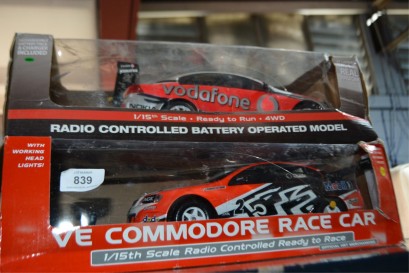 vodafone
1/15th Scale • Ready to Run • 4WD
RADIO CONTROLLED BATTERY OPERATED MODEL
WITH
WORKING
HEAD
LIGHTS!
839
VE COMMODORE RACE CAR
1/15th Scale Radio Controlled Ready to Race